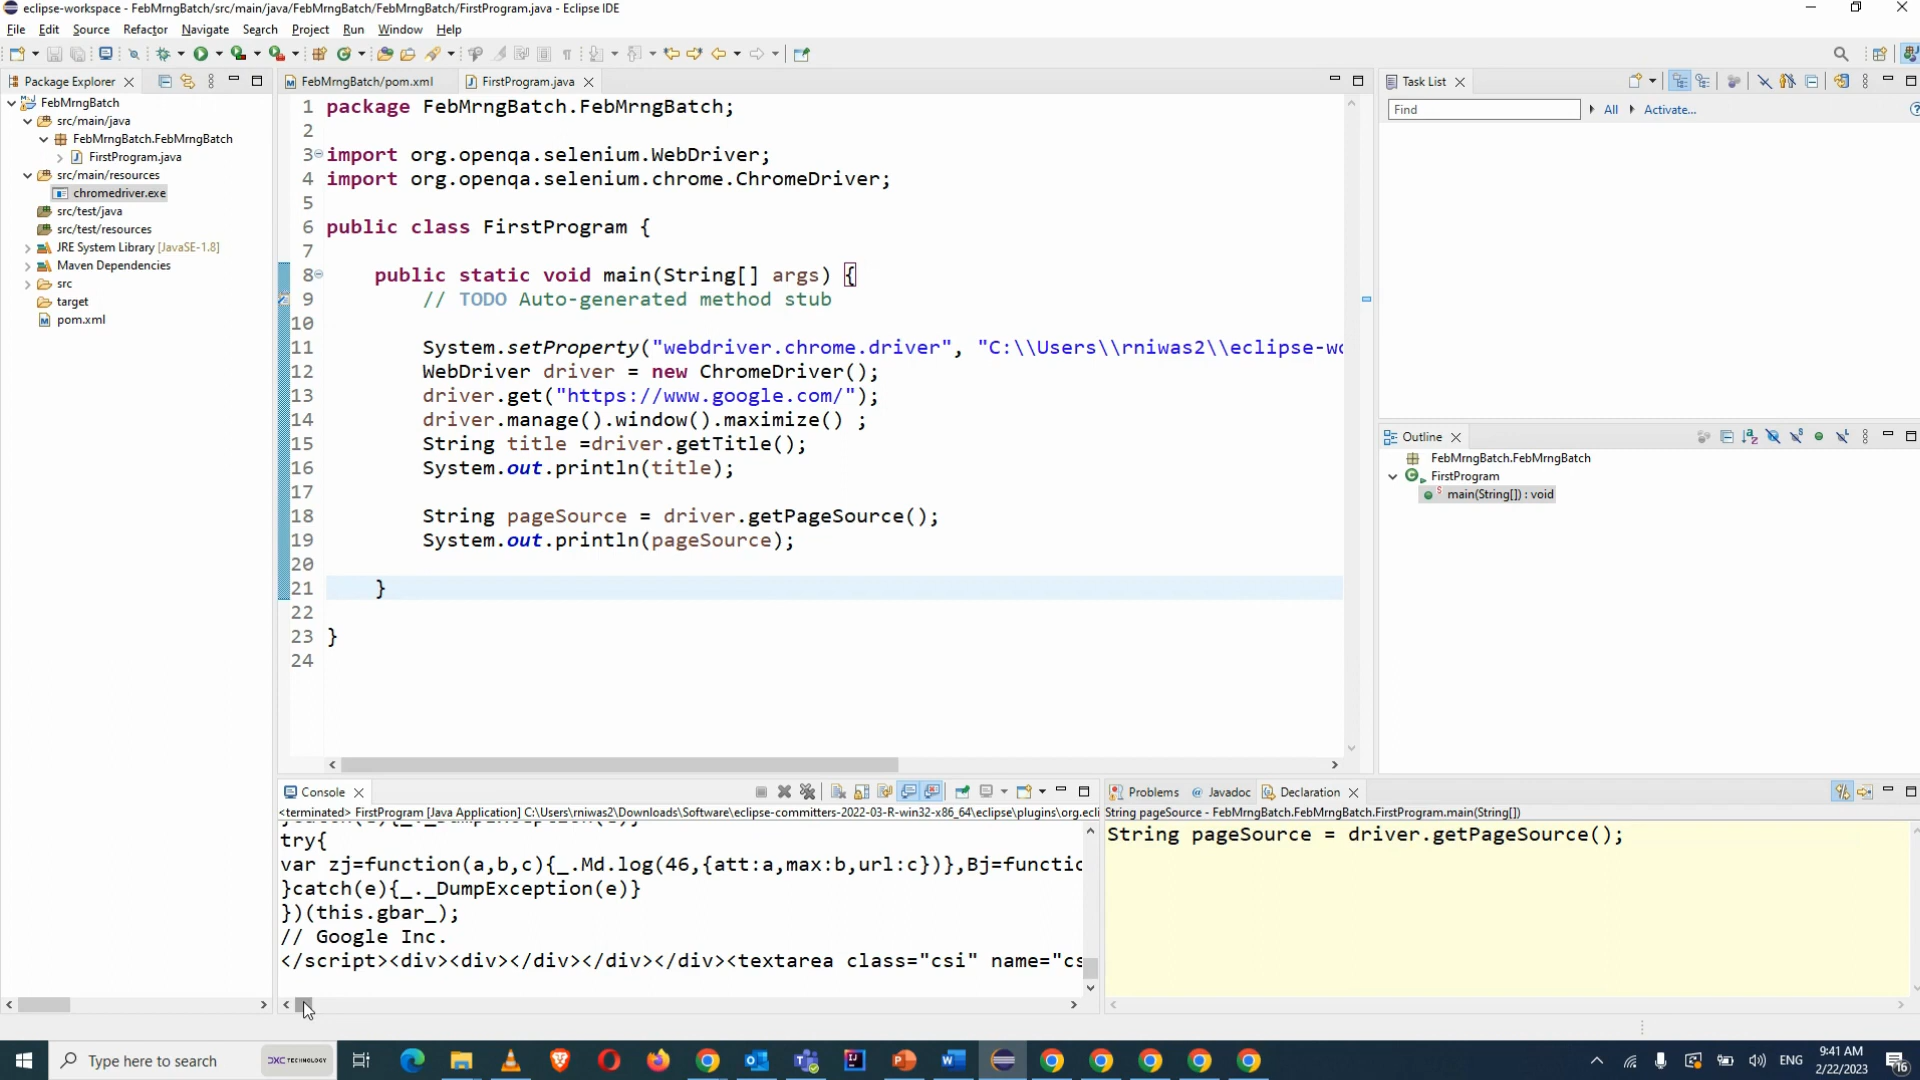 eclipse-workspace - FebMrngBatch/src/main/java/FebMrngBatch/FebMrngBatch/FirstProgram.java - Eclipse IDE
File Edit Source Refactor Navigate Search Project Run Window Help
Package Explorer
FebMrngBatch
src/main/java
FebMrngBatch.FebMrngBatch
FirstProgram.java
src/main/resources
chromedriver.exe
src/test/java
src/test/resources
JRE System Library [JavaSE-1.8]
Maven Dependencies
src
target
pom.xml
FebMrngBatch/pom.xml FirstProgram.java
1 package FebMrngBatch.FebMrngBatch;
2
3 import org.openqa.selenium.WebDriver;
4 import org.openqa.selenium.chrome.ChromeDriver;
5
6 public class FirstProgram {
7
8 public static void main(String[] args) {
9 // TODO Auto-generated method stub
10
11 System.setProperty("webdriver.chrome.driver", "C:\\Users\\rniwas2\\eclipse-wo
12 WebDriver driver = new ChromeDriver();
13 driver.get("https://www.google.com/");
14 driver.manage().window().maximize() ;
15 String title =driver.getTitle();
16 System.out.println(title);
17
18 String pageSource = driver.getPageSource();
19 System.out.println(pageSource);
20
21 }
22
23 }
24
Task List
Find All Activate...
Outline
FebMrngBatch.FebMrngBatch
FirstProgram
main(String[]) : void
Console
<terminated> FirstProgram [Java Application] C:\Users\rniwas2\Downloads\Software\eclipse-committers-2022-03-R-win32-x86_64\eclipse\plugins\org.ecli
}catch(e){_._DumpException(e)}
try{
var zj=function(a,b,c){_.Md.log(46,{att:a,max:b,url:c})},Bj=functio
}catch(e){_._DumpException(e)}
})(this.gbar_);
// Google Inc.
</script><div><div></div></div></div><textarea class="csi" name="cs
Problems Javadoc Declaration
String pageSource - FebMrngBatch.FebMrngBatch.FirstProgram.main(String[])
String pageSource = driver.getPageSource();
Type here to search
DXC TECHNOLOGY
ENG
9:41 AM
2/22/2023
16